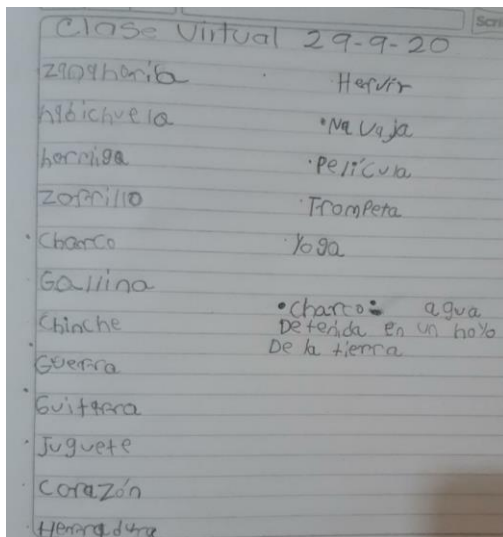 Clase Virtual 29-9-20
zanahoria
habichuela
hormiga
zorrillo
Charco
Gallina
Chinche
Guerra
Guitarra
Juguete
Corazón
Herradura
Hervir
•Navaja
•Película
•Trompeta
•Yoga
•Charco: agua
Detenida en un hoyo
De la tierra